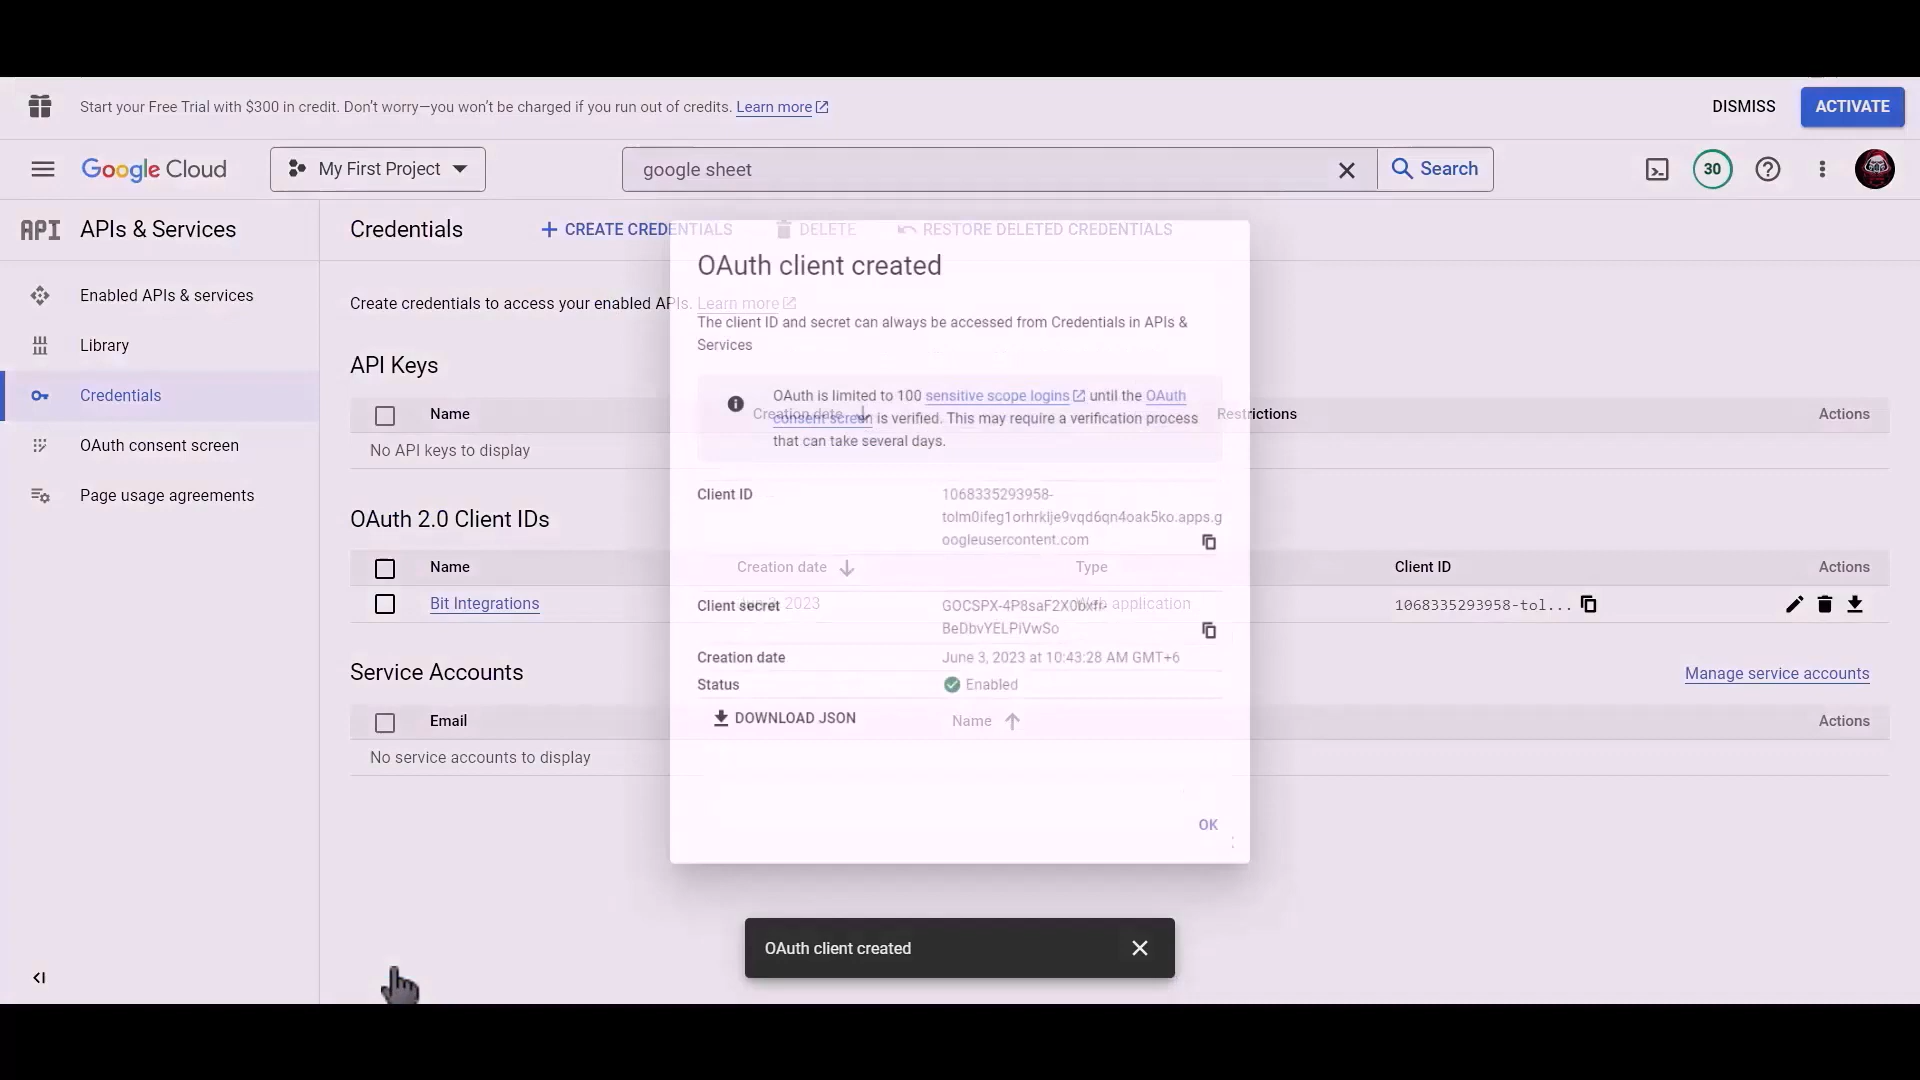 Start your Free Trial with $300 in credit. Don't worry—you won't be charged if you run out of credits. Learn more
DISMISS
ACTIVATE
Google Cloud
My First Project
google sheet
Search
30
API
APIs & Services
Credentials
CREATE CREDENTIALS
DELETE
RESTORE DELETED CREDENTIALS
Enabled APIs & services
Library
Credentials
OAuth consent screen
Page usage agreements
Create credentials to access your enabled APIs. Learn more
API Keys
Name
Creation date
Restrictions
Actions
No API keys to display
OAuth 2.0 Client IDs
Name
Creation date
Type
Client ID
Actions
Bit Integrations
2023
Web application
1068335293958-tol...
Service Accounts
Manage service accounts
Email
Name
Actions
No service accounts to display
OAuth client created
The client ID and secret can always be accessed from Credentials in APIs &
Services
OAuth is limited to 100 sensitive scope logins until the OAuth
consent screen is verified. This may require a verification process
that can take several days.
Client ID
1068335293958-
tolm0ifeg1orhrklje9vqd6qn4oak5ko.apps.g
oogleusercontent.com
Client secret
BeDbvYELPiVwSo
Creation date
June 3, 2023 at 10:43:28 AM GMT+6
Status
Enabled
DOWNLOAD JSON
OK
OAuth client created